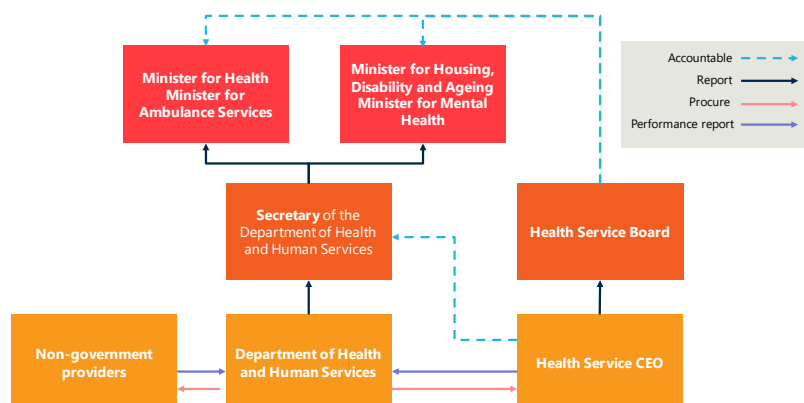 Minister for Health
Minister for
Ambulance Services
Minister for Housing,
Disability and Ageing
Minister for Mental
Health
Accountable
Report
Procure
Performance report
Secretary of the
Department of Health
and Human Services
Health Service Board
Non-government
providers
Department of Health
and Human Services
Health Service CEO